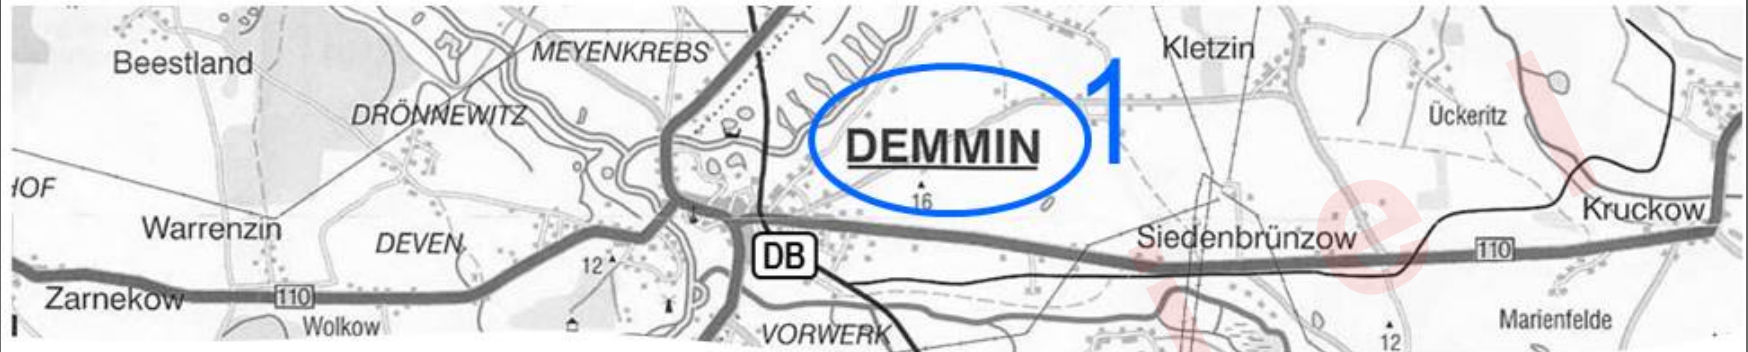 Beestland
MEYENKREBS
Kletzin
1
DRÖNNEWITZ
Ückeritz
DEMMIN
HOF
16
Warrenzin
DEVEN
Kruckow
Siedenbrünzow
DB
110
12
Zarnekow
110
Wolkow
VORWERK
Marienfelde
12